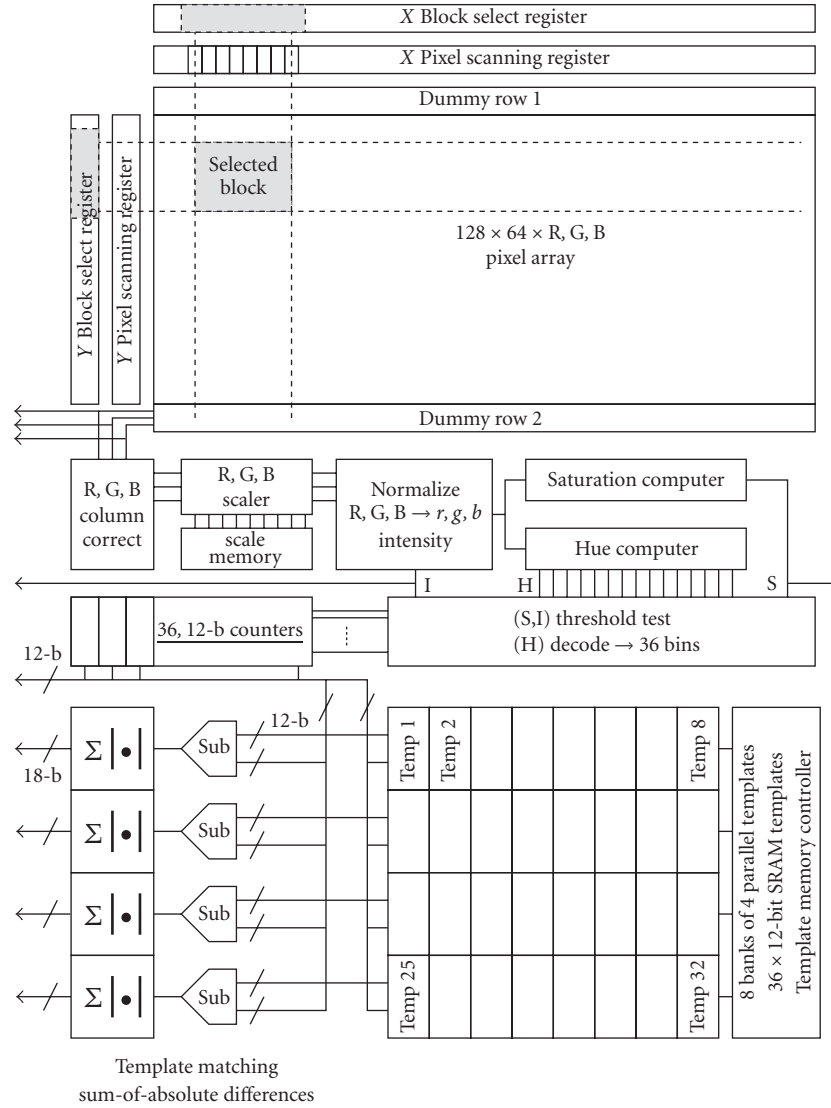 X Block select register
X Pixel scanning register
Dummy row 1
Y Block select register
Y Pixel scanning register
Selected
block
128 × 64 × R, G, B
pixel array
Dummy row 2
R, G, B
column
correct
R, G, B
scaler
scale
memory
Normalize
R, G, B → r, g, b
intensity
Saturation computer
Hue computer
I
H
S
36, 12-b counters
(S,I) threshold test
(H) decode → 36 bins
12-b
12-b
18-b
Σ |•|
Sub
Temp 1
Temp 2
Temp 8
Σ |•|
Sub
Σ |•|
Sub
Σ |•|
Sub
Temp 25
Temp 32
8 banks of 4 parallel templates
36 × 12-bit SRAM templates
Template memory controller
Template matching
sum-of-absolute differences